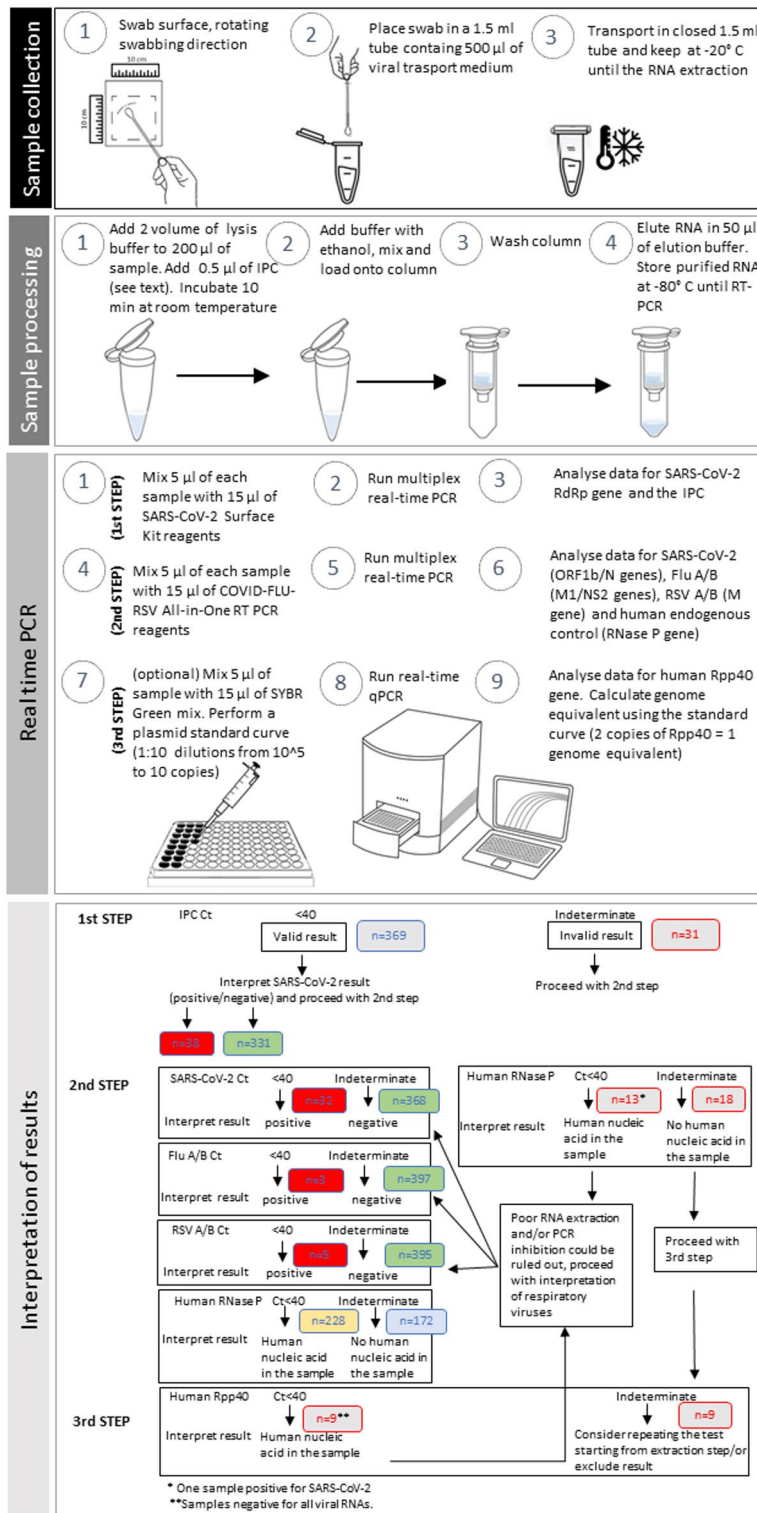 Sample collection
1
Swab surface, rotating
swabbing direction
10 cm
10 cm
2
Place swab in a 1.5 ml
tube containg 500 µl of
viral trasport medium
3
Transport in closed 1.5 ml
tube and keep at -20° C
until the RNA extraction
Sample processing
1
Add 2 volume of lysis
buffer to 200 µl of
sample. Add 0.5 µl of IPC
(see text). Incubate 10
min at room temperature
2
Add buffer with
ethanol, mix and
load onto column
3
Wash column
4
Elute RNA in 50 µl
of elution buffer.
Store purified RNA
at -80° C until RT-
PCR
Real time PCR
1
(1st STEP)
Mix 5 µl of each
sample with 15 µl of
SARS-CoV-2 Surface
Kit reagents
2
Run multiplex
real-time PCR
3
Analyse data for SARS-CoV-2
RdRp gene and the IPC
4
(2nd STEP)
Mix 5 µl of each sample
with 15 µl of COVID-FLU-
RSV All-in-One RT PCR
reagents
5
Run multiplex
real-time PCR
6
Analyse data for SARS-CoV-2
(ORF1b/N genes), Flu A/B
(M1/NS2 genes), RSV A/B (M
gene) and human endogenous
control (RNase P gene)
7
(3rd STEP)
(optional) Mix 5 µl of
sample with 15 µl of SYBR
Green mix. Perform a
plasmid standard curve
(1:10 dilutions from 10^5
to 10 copies)
8
Run real-time
qPCR
9
Analyse data for human Rpp40
gene. Calculate genome
equivalent using the standard
curve (2 copies of Rpp40 = 1
genome equivalent)
Interpretation of results
1st STEP
IPC Ct
<40
Valid result
n=369
Indeterminate
Invalid result
n=31
Interpret SARS-CoV-2 result
(positive/negative) and proceed with 2nd step
Proceed with 2nd step
n=38
n=331
2nd STEP
SARS-CoV-2 Ct <40 Indeterminate
n=32
n=368
Interpret result positive negative
Flu A/B Ct <40 Indeterminate
n=3
n=397
Interpret result positive negative
RSV A/B Ct <40 Indeterminate
n=5
n=395
Interpret result positive negative
Human RNase P Ct<40 Indeterminate
n=228
n=172
Interpret result
Human
nucleic acid
in the sample
No human
nucleic acid in
the sample
Human RNase P Ct<40 Indeterminate
n=13*
n=18
Interpret result
Human nucleic
acid in the
sample
No human
nucleic acid in
the sample
Poor RNA extraction
and/or PCR
inhibition could be
ruled out, proceed
with interpretation
of respiratory
viruses
Proceed with
3rd step
3rd STEP
Human Rpp40 Ct<40
n=9**
Interpret result
Human nucleic
acid in the sample
Indeterminate
n=9
Consider repeating the test
starting from extraction step/or
exclude result
* One sample positive for SARS-CoV-2
**Samples negative for all viral RNAs.